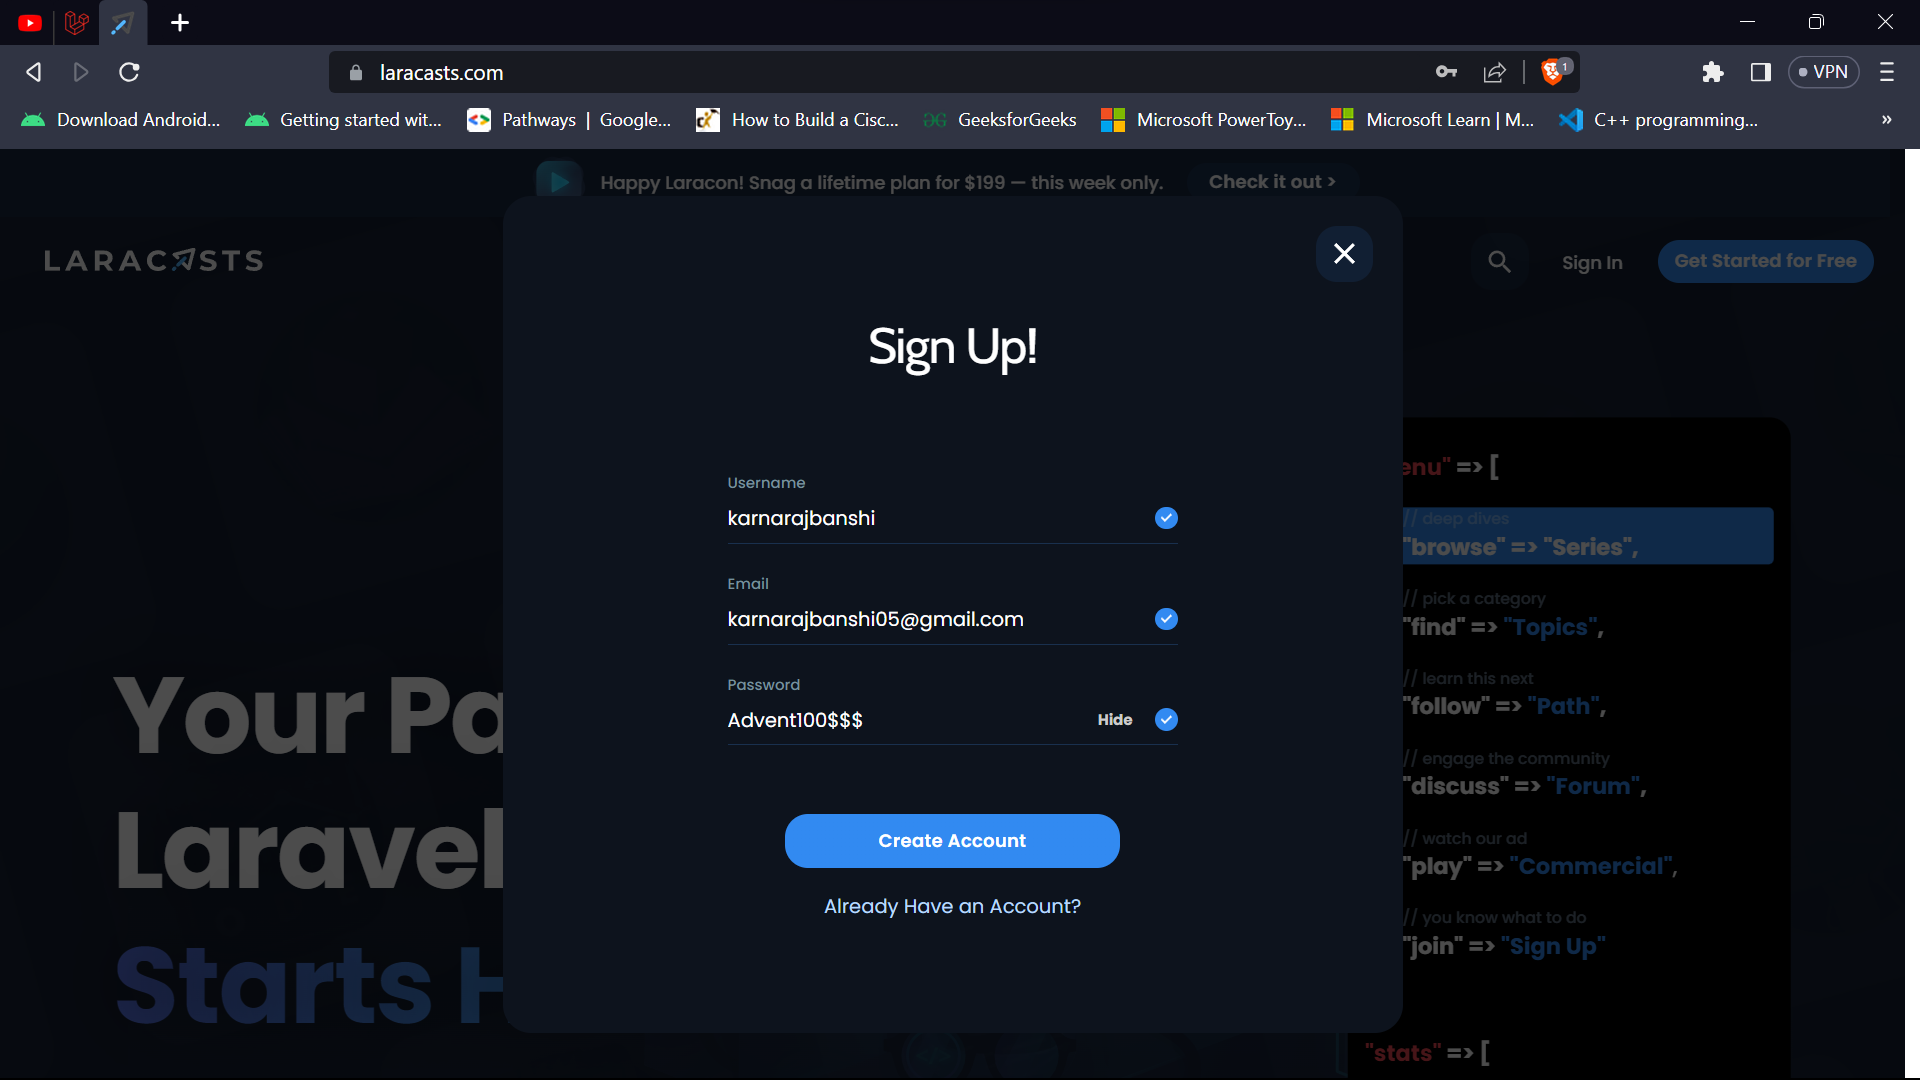 laracasts.com
1
VPN
Download Android...
Getting started wit...
Pathways | Google...
How to Build a Cisc...
GeeksforGeeks
Microsoft PowerToy...
Microsoft Learn | M...
C++ programming...
»
Happy Laracon! Snag a lifetime plan for $199 — this week only.
Check it out >
LARACASTS
Sign In
Get Started for Free
Sign Up!
Username
karnarajbanshi
Email
karnarajbanshi05@gmail.com
Password
Advent100$$$
Hide
Create Account
Already Have an Account?
Your Pa
Laravel
Starts H
enu" => [
// deep dives
"browse" => "Series",
// pick a category
"find" => "Topics",
// learn this next
"follow" => "Path",
// engage the community
"discuss" => "Forum",
// watch our ad
"play" => "Commercial",
// you know what to do
"join" => "Sign Up"
"stats" => [